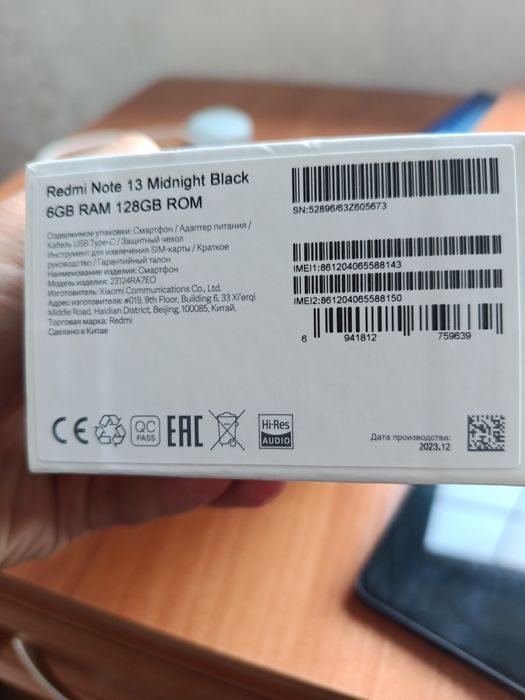 Redmi Note 13 Midnight Black
6GB RAM 128GB ROM
Содержимое упаковки: Смартфон / Адаптер питания /
Кабель USB Type-C / Защитный чехол
Инструмент для извлечения SIM-карты / Краткое
руководство / Гарантийный талон
Наименование изделия: Смартфон
Модель изделия: 23124RA7EO
Изготовитель: Xiaomi Communications Co., Ltd.
Адрес изготовителя: #019, 9th Floor, Building 6, 33 Xi'erqi
Middle Road, Haidian District, Beijing, 100085, Китай.
Торговая марка: Redmi
Сделано в Китае
SN:52896/63Z605673
IMEI1:861204065588143
IMEI2:861204065588150
6 941812 759639
CE
QC
PASS
EAC
Hi-Res
AUDIO
Дата производства:
2023.12